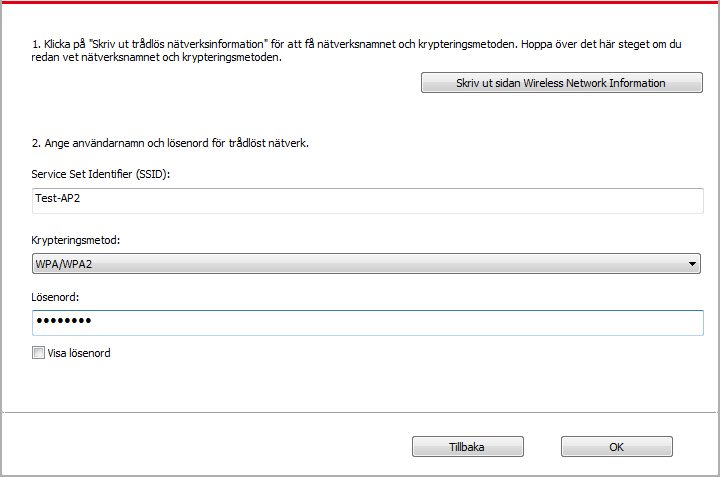 1. Klicka på "Skriv ut trådlös nätverksinformation" för att få nätverksnamnet och krypteringsmetoden. Hoppa över det här steget om du
redan vet nätverksnamnet och krypteringsmetoden.
Skriv ut sidan Wireless Network Information
2. Ange användarnamn och lösenord för trådlöst nätverk.
Service Set Identifier (SSID):
Test-AP2
Krypteringsmetod:
WPA/WPA2
Lösenord:
••••••••
Visa lösenord
Tillbaka
OK